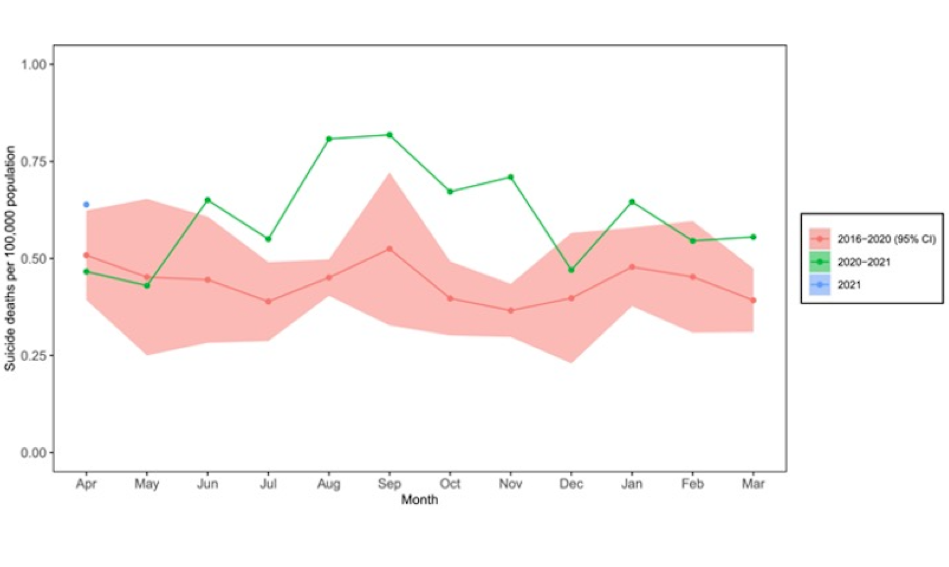 1.00
0.75
0.50
0.25
0.00
Suicide deaths per 100,000 population
Apr May Jun Jul Aug Sep Oct Nov Dec Jan Feb Mar
Month
2016−2020 (95% CI)
2020−2021
2021